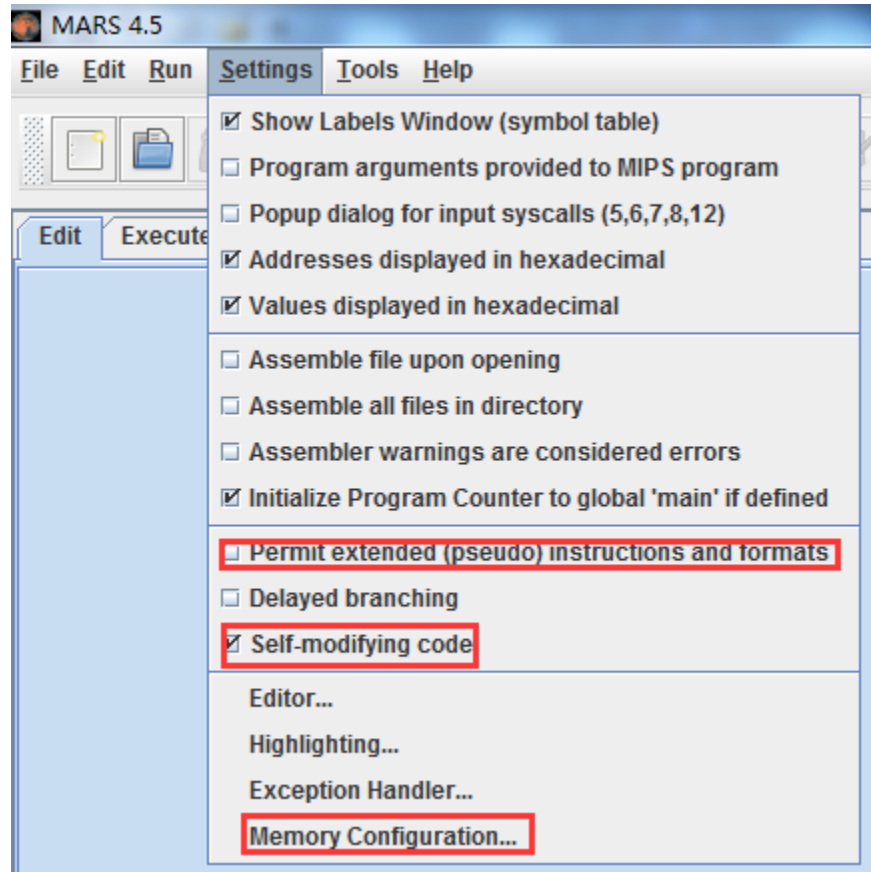 MARS 4.5
File Edit Run Settings Tools Help
Show Labels Window (symbol table)
Program arguments provided to MIPS program
Popup dialog for input syscalls (5,6,7,8,12)
Addresses displayed in hexadecimal
Edit Execute
Values displayed in hexadecimal
Assemble file upon opening
Assemble all files in directory
Assembler warnings are considered errors
Initialize Program Counter to global 'main' if defined
Permit extended (pseudo) instructions and formats
Delayed branching
Self-modifying code
Editor...
Highlighting...
Exception Handler...
Memory Configuration...